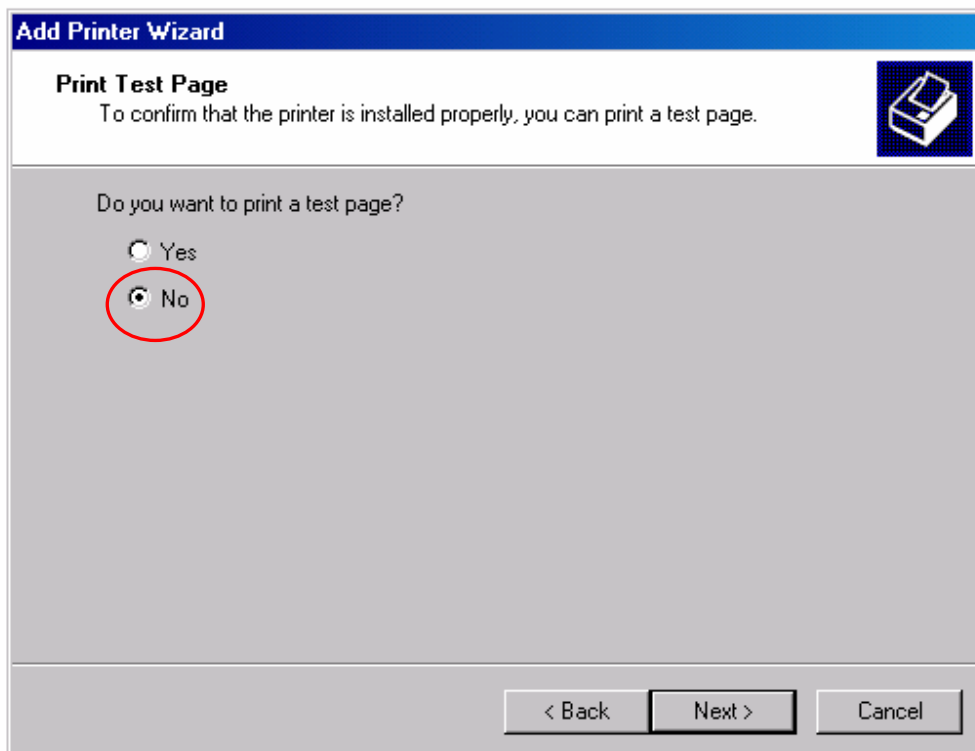 Add Printer Wizard
Print Test Page
To confirm that the printer is installed properly, you can print a test page.
Do you want to print a test page?
Yes
No
< Back
Next >
Cancel